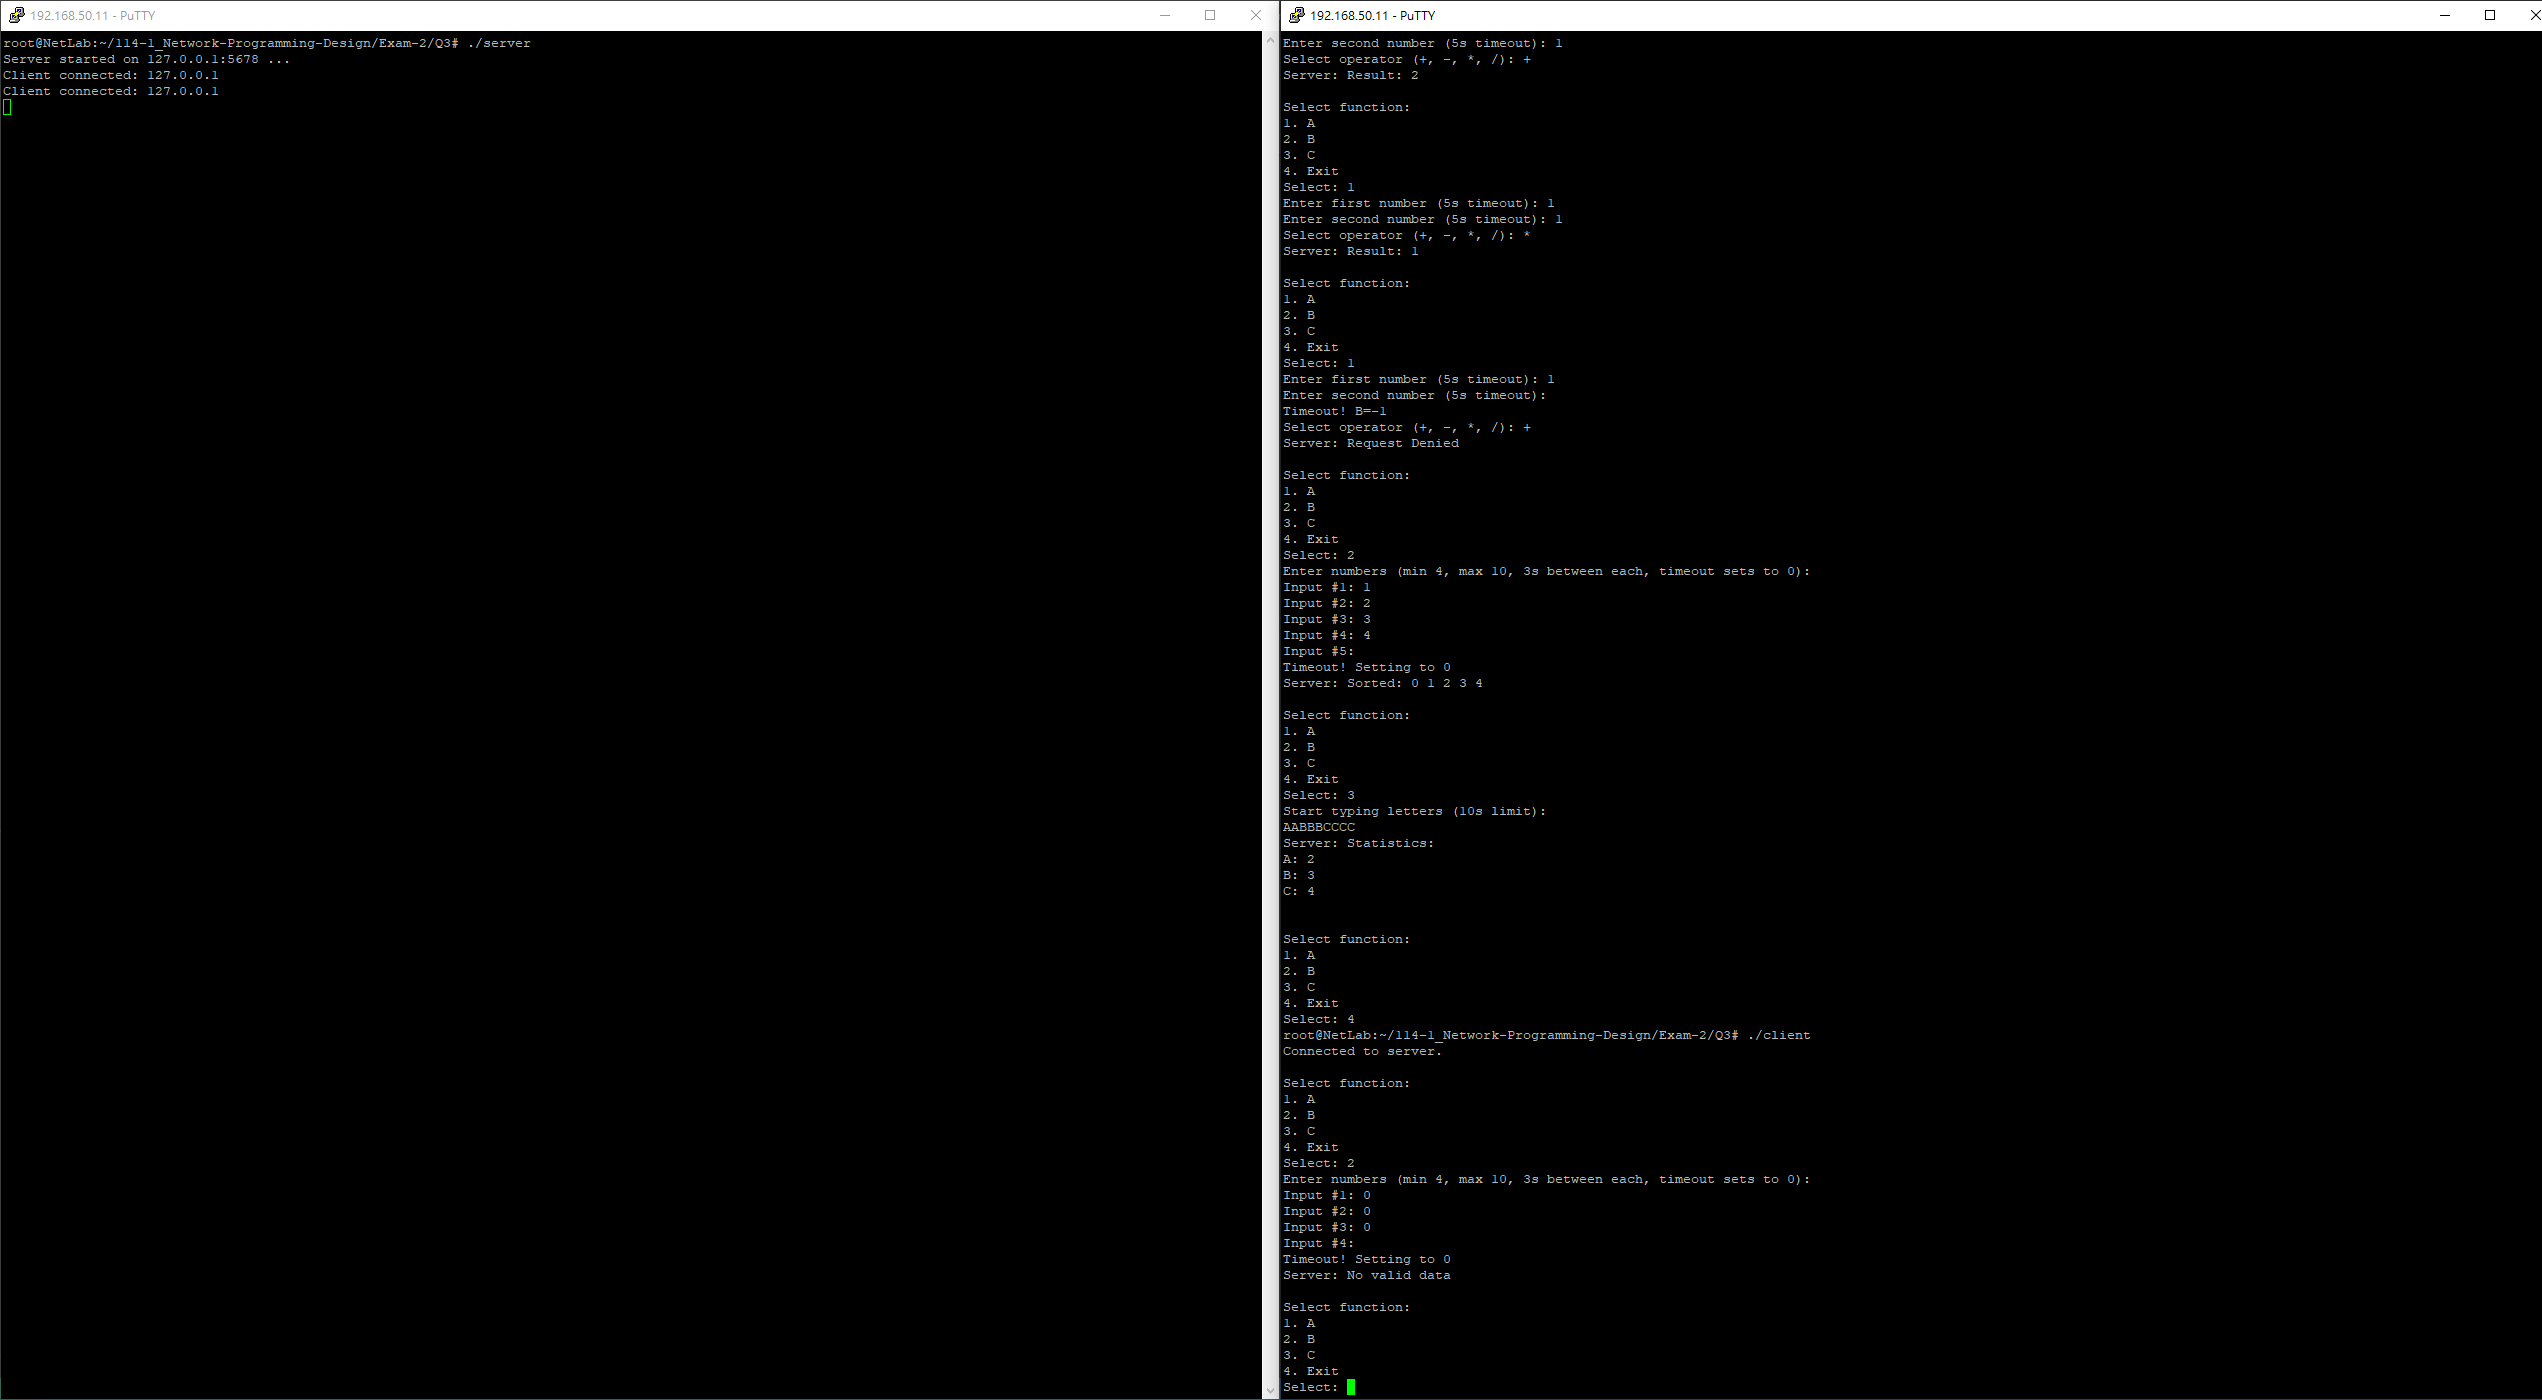 192.168.50.11 - PuTTY
root@NetLab:~/114-1_Network-Programming-Design/Exam-2/Q3# ./server
Server started on 127.0.0.1:5678 ...
Client connected: 127.0.0.1
Client connected: 127.0.0.1
192.168.50.11 - PuTTY
Enter second number (5s timeout): 1
Select operator (+, -, *, /): +
Server: Result: 2
Select function:
1. A
2. B
3. C
4. Exit
Select: 1
Enter first number (5s timeout): 1
Enter second number (5s timeout): 1
Select operator (+, -, *, /): *
Server: Result: 1
Select function:
1. A
2. B
3. C
4. Exit
Select: 1
Enter first number (5s timeout): 1
Enter second number (5s timeout):
Timeout! B=-1
Select operator (+, -, *, /): +
Server: Request Denied
Select function:
1. A
2. B
3. C
4. Exit
Select: 2
Enter numbers (min 4, max 10, 3s between each, timeout sets to 0):
Input #1: 1
Input #2: 2
Input #3: 3
Input #4: 4
Input #5:
Timeout! Setting to 0
Server: Sorted: 0 1 2 3 4
Select function:
1. A
2. B
3. C
4. Exit
Select: 3
Start typing letters (10s limit):
AABBBCCCC
Server: Statistics:
A: 2
B: 3
C: 4
Select function:
1. A
2. B
3. C
4. Exit
Select: 4
root@NetLab:~/114-1_Network-Programming-Design/Exam-2/Q3# ./client
Connected to server.
Select function:
1. A
2. B
3. C
4. Exit
Select: 2
Enter numbers (min 4, max 10, 3s between each, timeout sets to 0):
Input #1: 0
Input #2: 0
Input #3: 0
Input #4:
Timeout! Setting to 0
Server: No valid data
Select function:
1. A
2. B
3. C
4. Exit
Select: